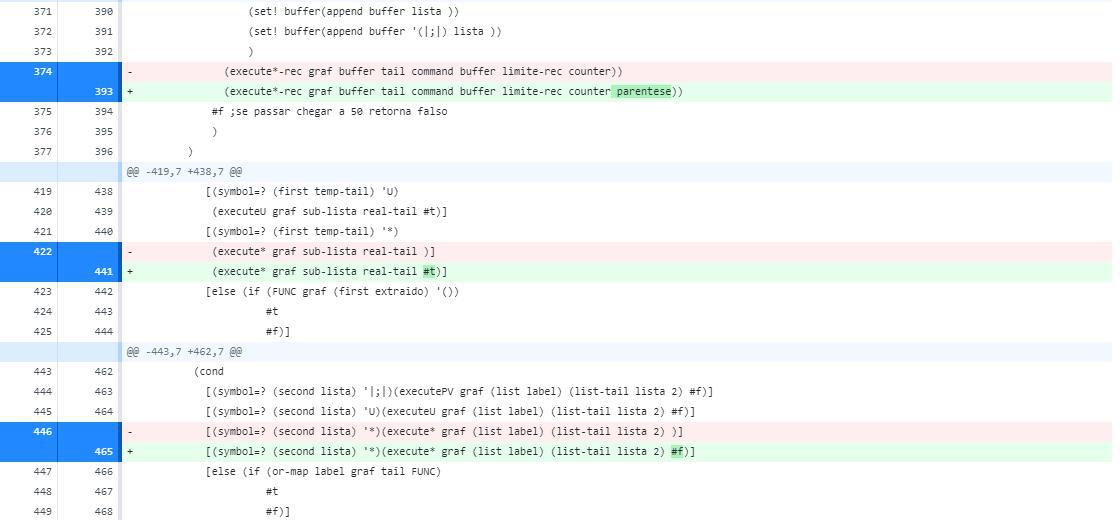 371 390 (set! buffer(append buffer lista ))
372 391 (set! buffer(append buffer '(|;|) lista ))
373 392 )
374 - (execute*-rec graf buffer tail command buffer limite-rec counter))
393 + (execute*-rec graf buffer tail command buffer limite-rec counter parentese))
375 394 #f ;se passar chegar a 50 retorna falso
376 395 )
377 396 )
@@ -419,7 +438,7 @@
419 438 [(symbol=? (first temp-tail) 'U)
420 439 (executeU graf sub-lista real-tail #t)]
421 440 [(symbol=? (first temp-tail) '*)
422 - (execute* graf sub-lista real-tail )]
441 + (execute* graf sub-lista real-tail #t)]
423 442 [else (if (FUNC graf (first extraido) '())
424 443 #t
425 444 #f)]
@@ -443,7 +462,7 @@
443 462 (cond
444 463 [(symbol=? (second lista) '|;|)(executePV graf (list label) (list-tail lista 2) #f)]
445 464 [(symbol=? (second lista) 'U)(executeU graf (list label) (list-tail lista 2) #f)]
446 - [(symbol=? (second lista) '*)(execute* graf (list label) (list-tail lista 2) )]
465 + [(symbol=? (second lista) '*)(execute* graf (list label) (list-tail lista 2) #f)]
447 466 [else (if (or-map label graf tail FUNC)
448 467 #t
449 468 #f)]